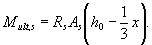 M_{ult,s} = R_s A_s ( h_0 − \frac{1}{3} x ).